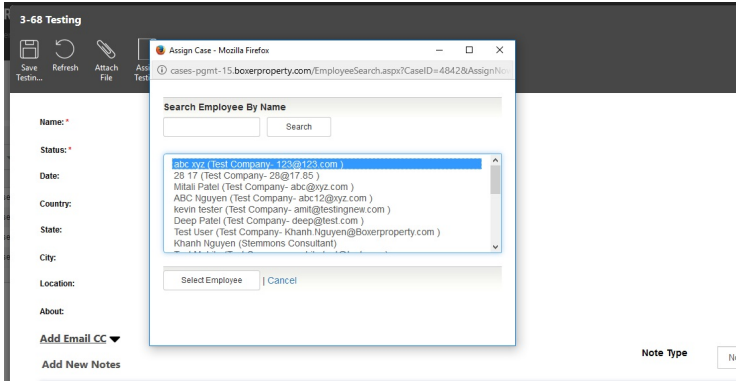 3-68 Testing
Save
Testin...
Refresh
Attach
File
Assign Case - Mozilla Firefox
cases-pgmt-15.boxerproperty.com/EmployeeSearch.aspx?CaseID=4842&AssignNo
Search Employee By Name
Search
abc xyz (Test Company- 123@123.com )
28 17 (Test Company- 28@17.85 )
Mitali Patel (Test Company- abc@xyz.com )
ABC Nguyen (Test Company- abc12@xyz.com )
kevin tester (Test Company- amit@testingnew.com )
Deep Patel (Test Company- deep@test.com )
Test User (Test Company- Khanh.Nguyen@Boxerproperty.com )
Khanh Nguyen (Stemmons Consultant)
Select Employee | Cancel
Name: *
Status: *
Date:
Country:
State:
City:
Location:
About:
Add Email CC
Add New Notes
Note Type